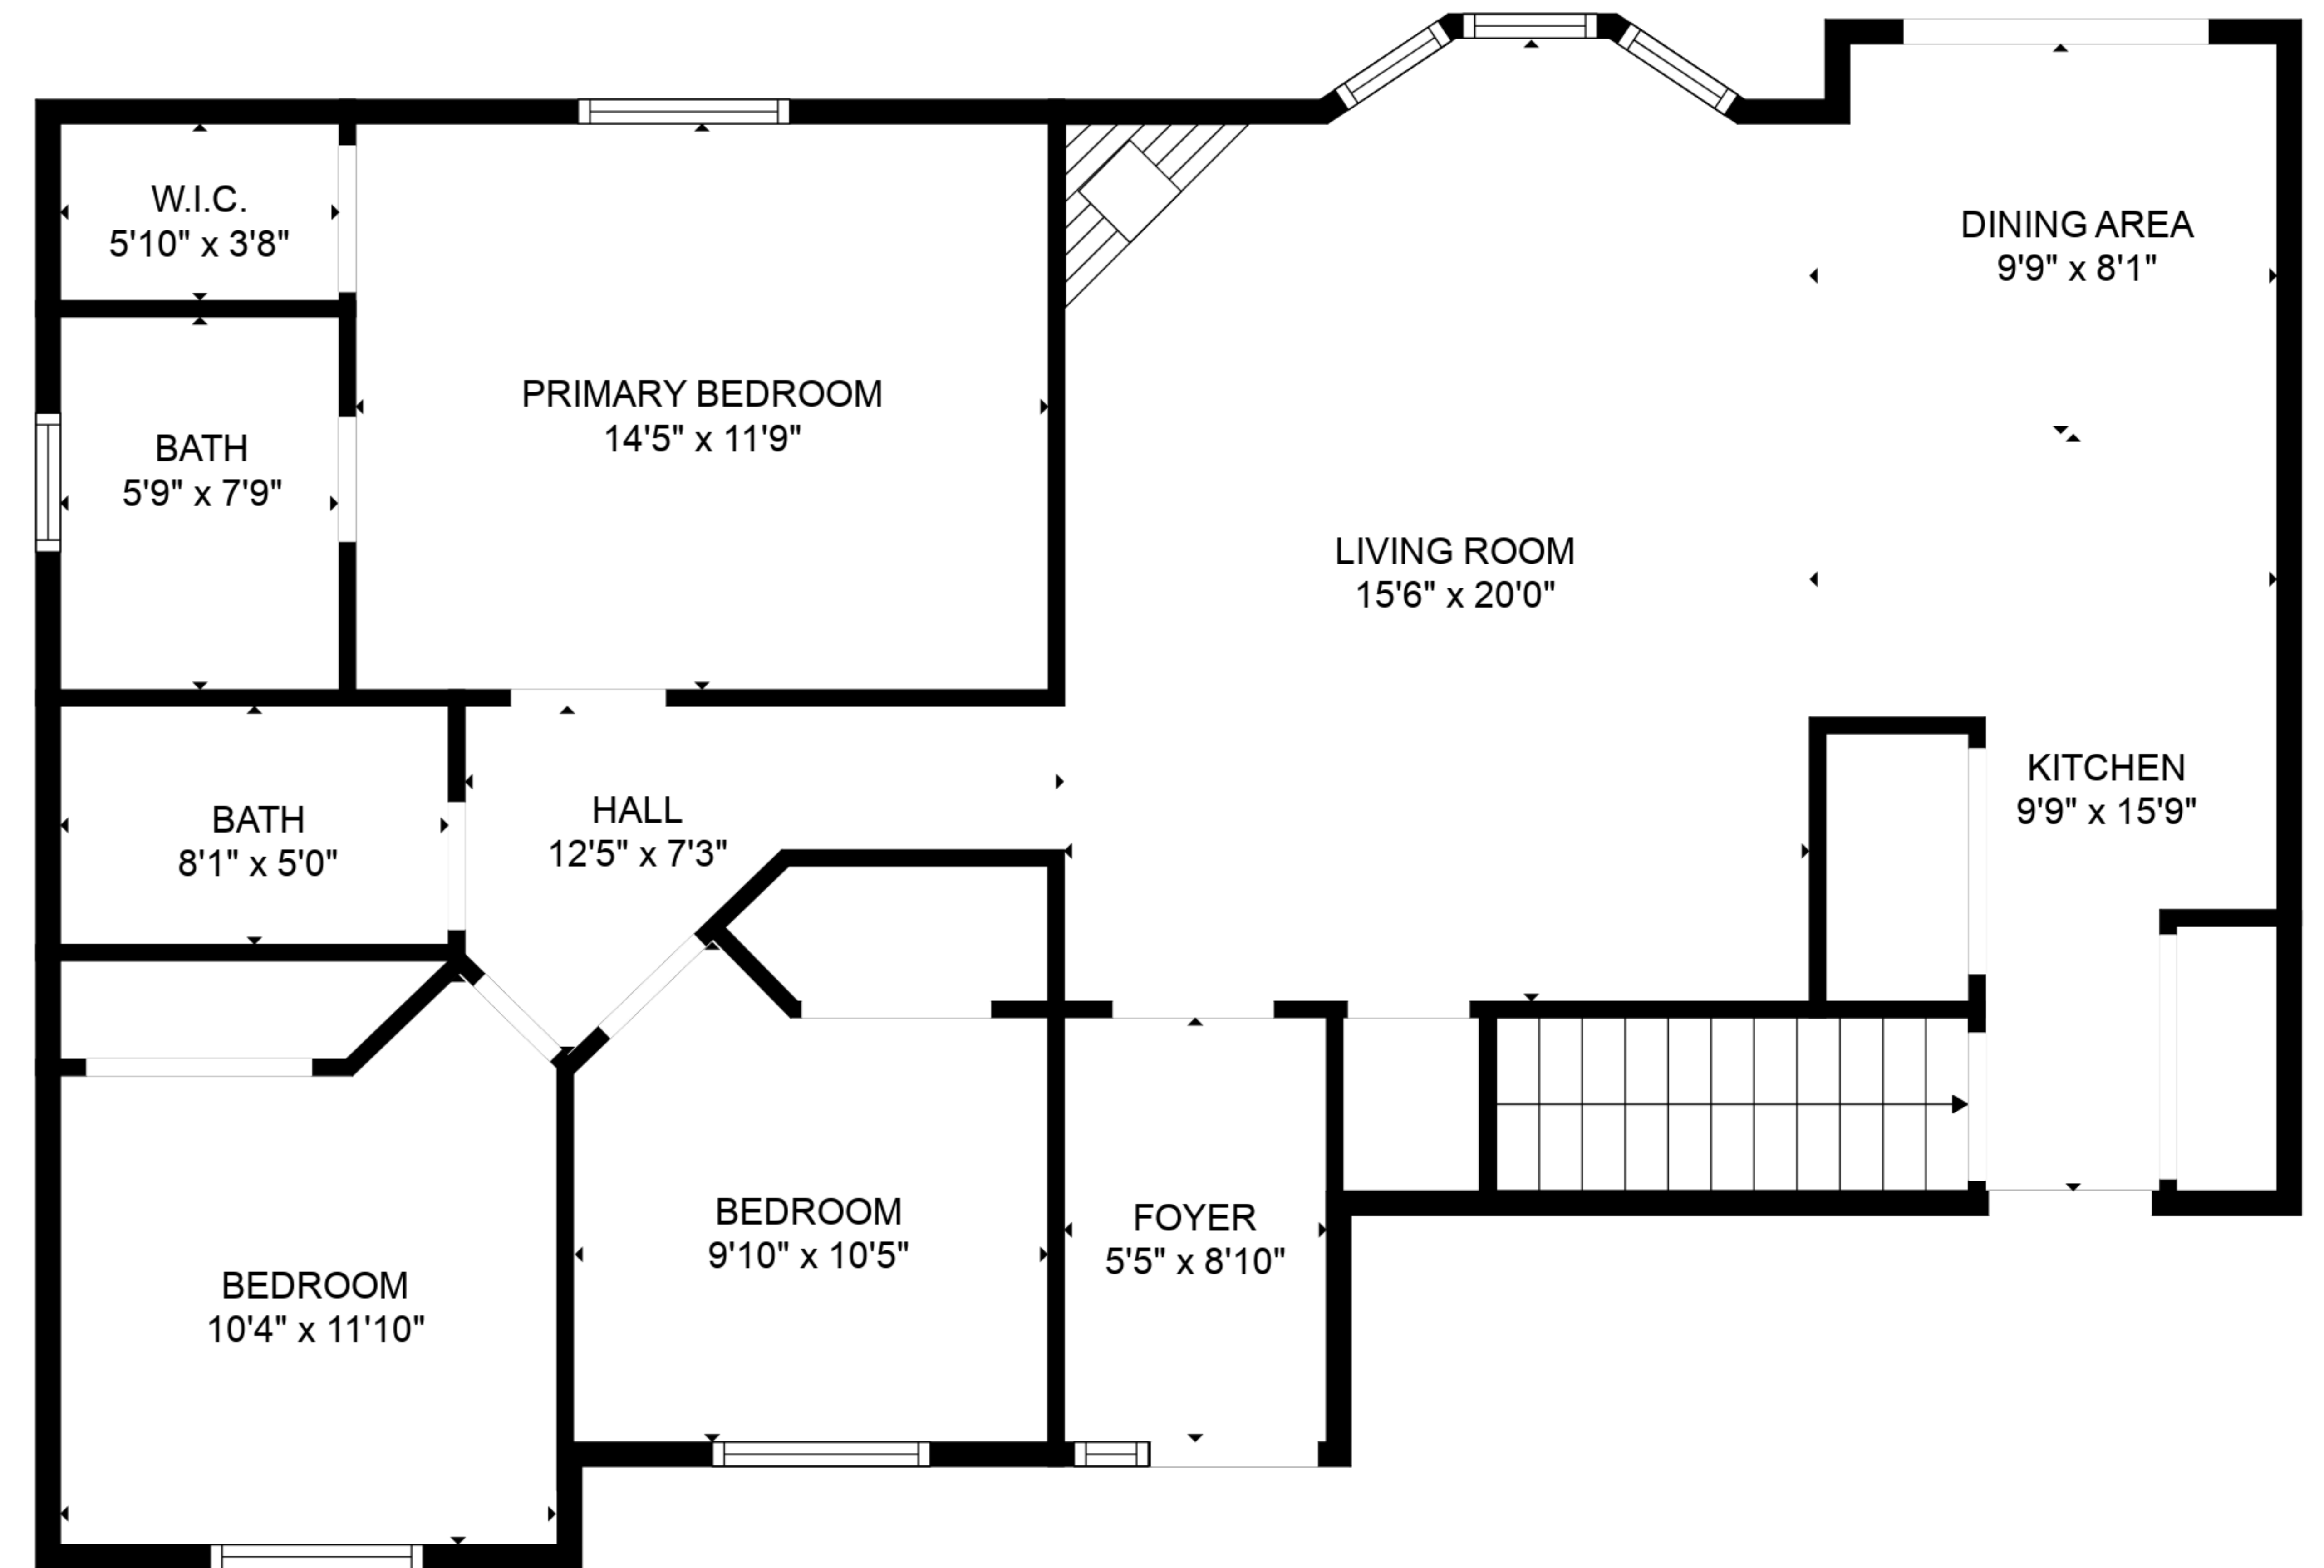 W.I.C.
5'10" x 3'8"
DINING AREA
9'9" x 8'1"
PRIMARY BEDROOM
14'5" x 11'9"
BATH
5'9" x 7'9"
LIVING ROOM
15'6" x 20'0"
KITCHEN
9'9" x 15'9"
HALL
12'5" x 7'3"
BATH
8'1" x 5'0"
BEDROOM
9'10" x 10'5"
FOYER
5'5" x 8'10"
BEDROOM
10'4" x 11'10"